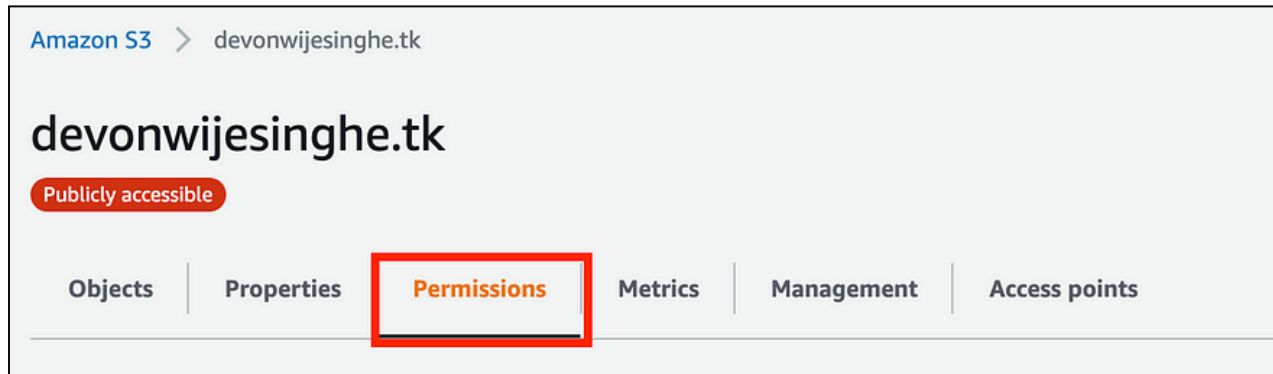 Amazon S3 > devonwijesinghe.tk
devonwijesinghe.tk
Publicly accessible
Objects Properties Permissions Metrics Management Access points